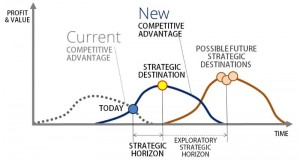 PROFIT
& VALUE
Current
COMPETITIVE
ADVANTAGE
New
COMPETITIVE
ADVANTAGE
STRATEGIC
DESTINATION
POSSIBLE FUTURE
STRATEGIC
DESTINATIONS
TODAY
TIME
STRATEGIC
HORIZON
EXPLORATORY
STRATEGIC HORIZON